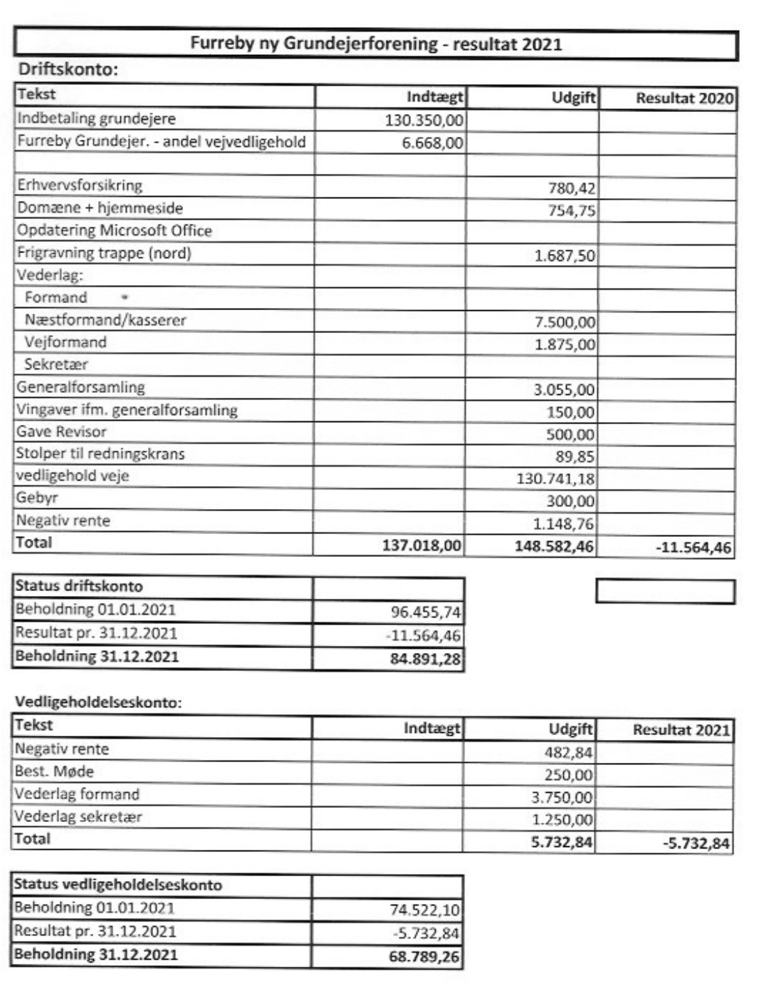 Furreby ny Grundejerforening - resultat 2021
Driftskonto:
Tekst Indtægt Udgift Resultat 2020
Indbetaling grundejere 130.350,00
Furreby Grundejer. - andel vejvedligehold 6.668,00
Erhvervsforsikring 780,42
Domæne + hjemmeside 754,75
Opdatering Microsoft Office
Frigravning trappe (nord) 1.687,50
Vederlag:
Formand
Næstformand/kasserer 7.500,00
Vejformand 1.875,00
Sekretær
Generalforsamling 3.055,00
Vingaver ifm. generalforsamling 150,00
Gave Revisor 500,00
Stolper til redningskrans 89,85
vedligehold veje 130.741,18
Gebyr 300,00
Negativ rente 1.148,76
Total 137.018,00 148.582,46 -11.564,46
Status driftskonto
Beholdning 01.01.2021 96.455,74
Resultat pr. 31.12.2021 -11.564,46
Beholdning 31.12.2021 84.891,28
Vedligeholdelseskonto:
Tekst Indtægt Udgift Resultat 2021
Negativ rente 482,84
Best. Møde 250,00
Vederlag formand 3.750,00
Vederlag sekretær 1.250,00
Total 5.732,84 -5.732,84
Status vedligeholdelseskonto
Beholdning 01.01.2021 74.522,10
Resultat pr. 31.12.2021 -5.732,84
Beholdning 31.12.2021 68.789,26